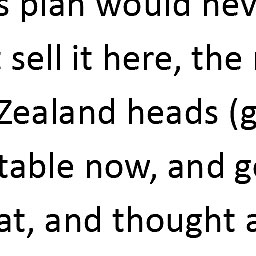 s plan would nev
sell it here, the
Zealand heads (g
table now, and g
at, and thought a